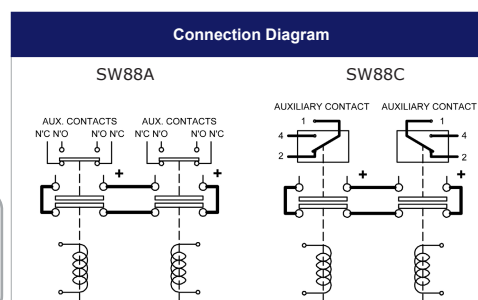 Connection Diagram
SW88A
SW88C
AUX. CONTACTS
AUX. CONTACTS
N'C N'O
N'O N'C
N'C N'O
N'O N'C
+
+
AUXILIARY CONTACT
AUXILIARY CONTACT
1
4
2
1
4
2
+
+